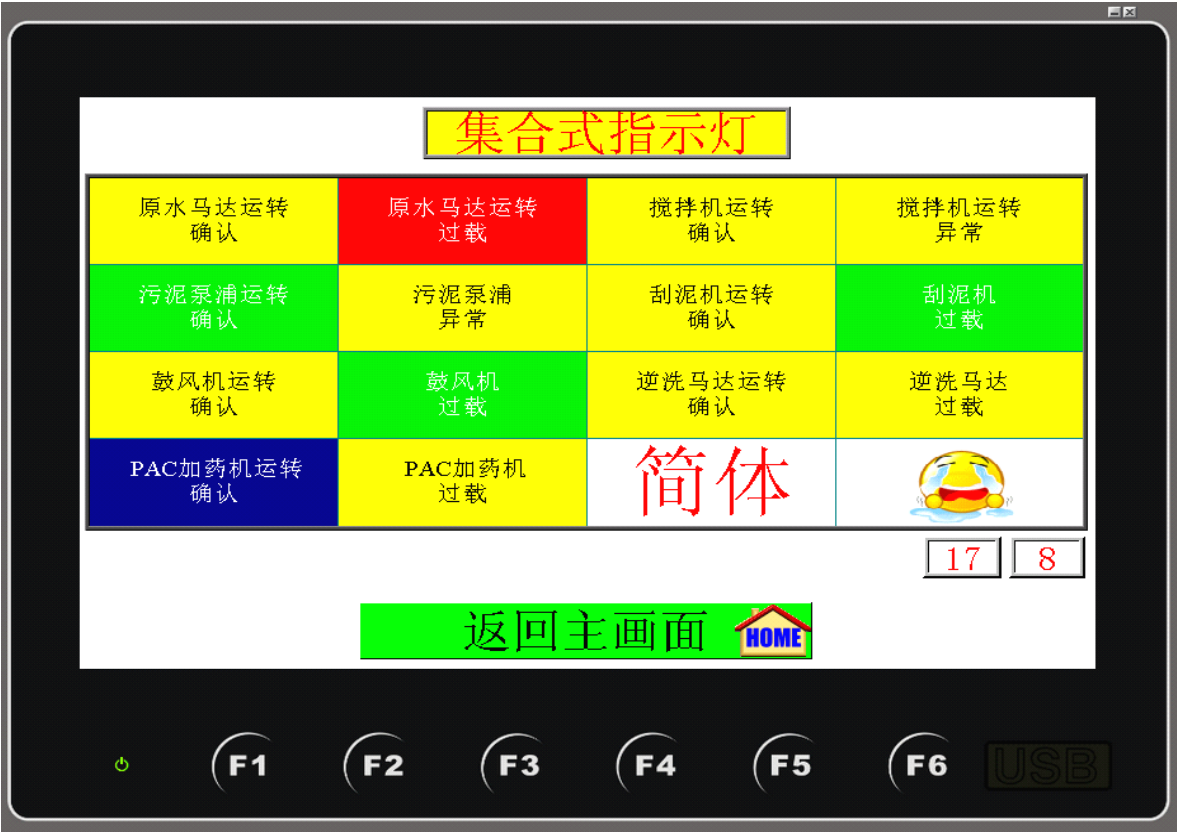 集合式指示灯
原水马达运转
确认
原水马达运转
过载
搅拌机运转
确认
搅拌机运转
异常
污泥泵浦运转
确认
污泥泵浦
异常
刮泥机运转
确认
刮泥机
过载
鼓风机运转
确认
鼓风机
过载
逆洗马达运转
确认
逆洗马达
过载
PAC加药机运转
确认
PAC加药机
过载
简体
17
8
返回主画面
HOME
F1
F2
F3
F4
F5
F6
USB